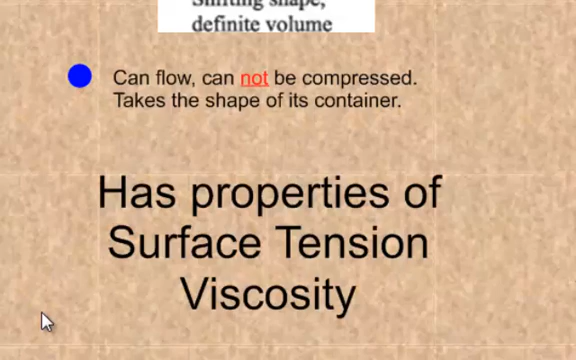 Shifting shape,
definite volume
Can flow, can not be compressed.
Takes the shape of its container.
Has properties of
Surface Tension
Viscosity